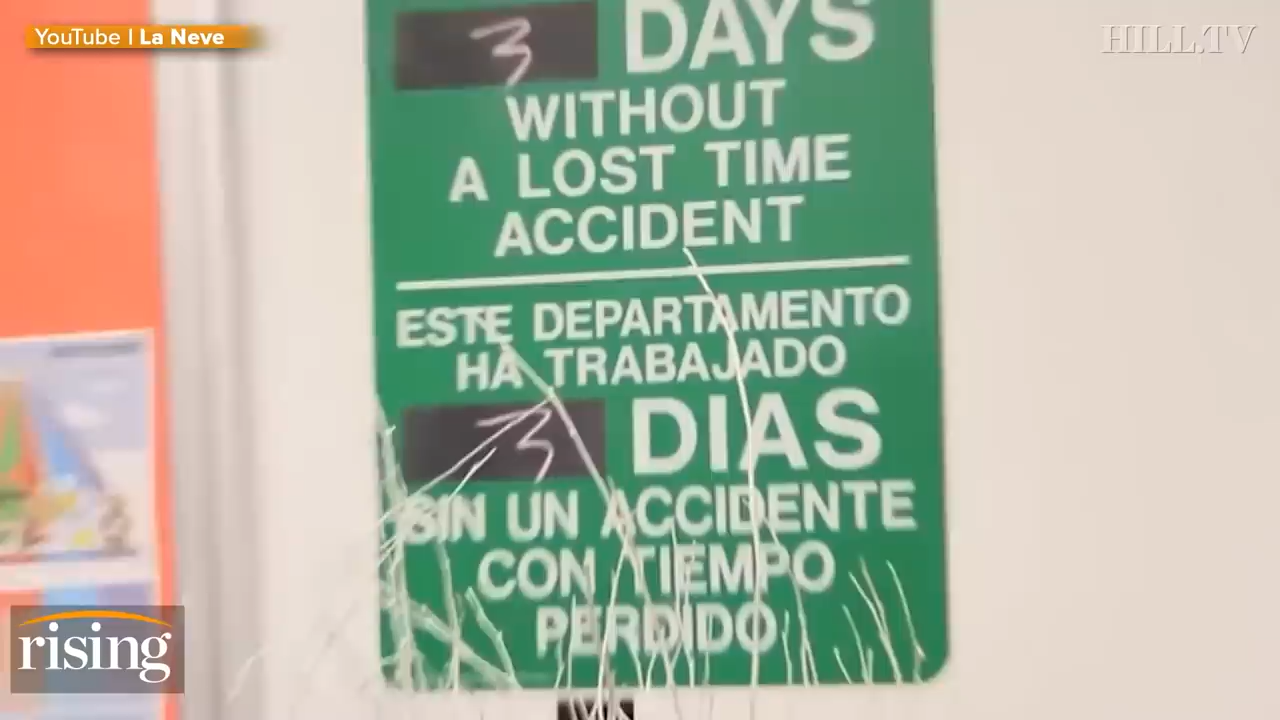 YouTube | La Neve
HILL.TV
3 DAYS
WITHOUT
A LOST TIME
ACCIDENT
ESTE DEPARTAMENTO
HA TRABAJADO
3 DIAS
SIN UN ACCIDENTE
CON TIEMPO
PERDIDO
rising